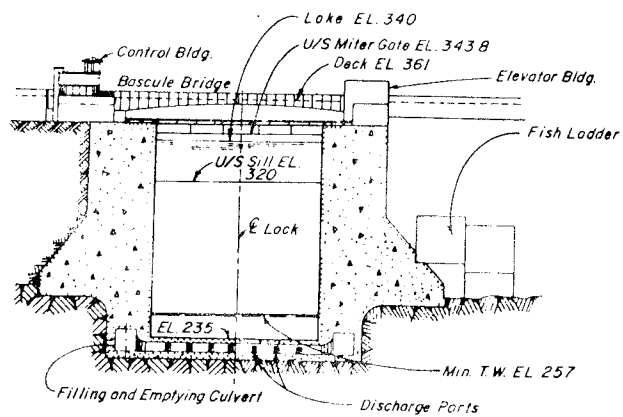 Lake EL. 340
Control Bldg.
U/S Miter Gate EL. 343.8
Deck EL 361
Bascule Bridge
Elevator Bldg.
Fish Ladder
U/S Sill EL.
320
℄ Lock
EL. 235
Min. T.W. EL 257
Filling and Emptying Culvert
Discharge Ports